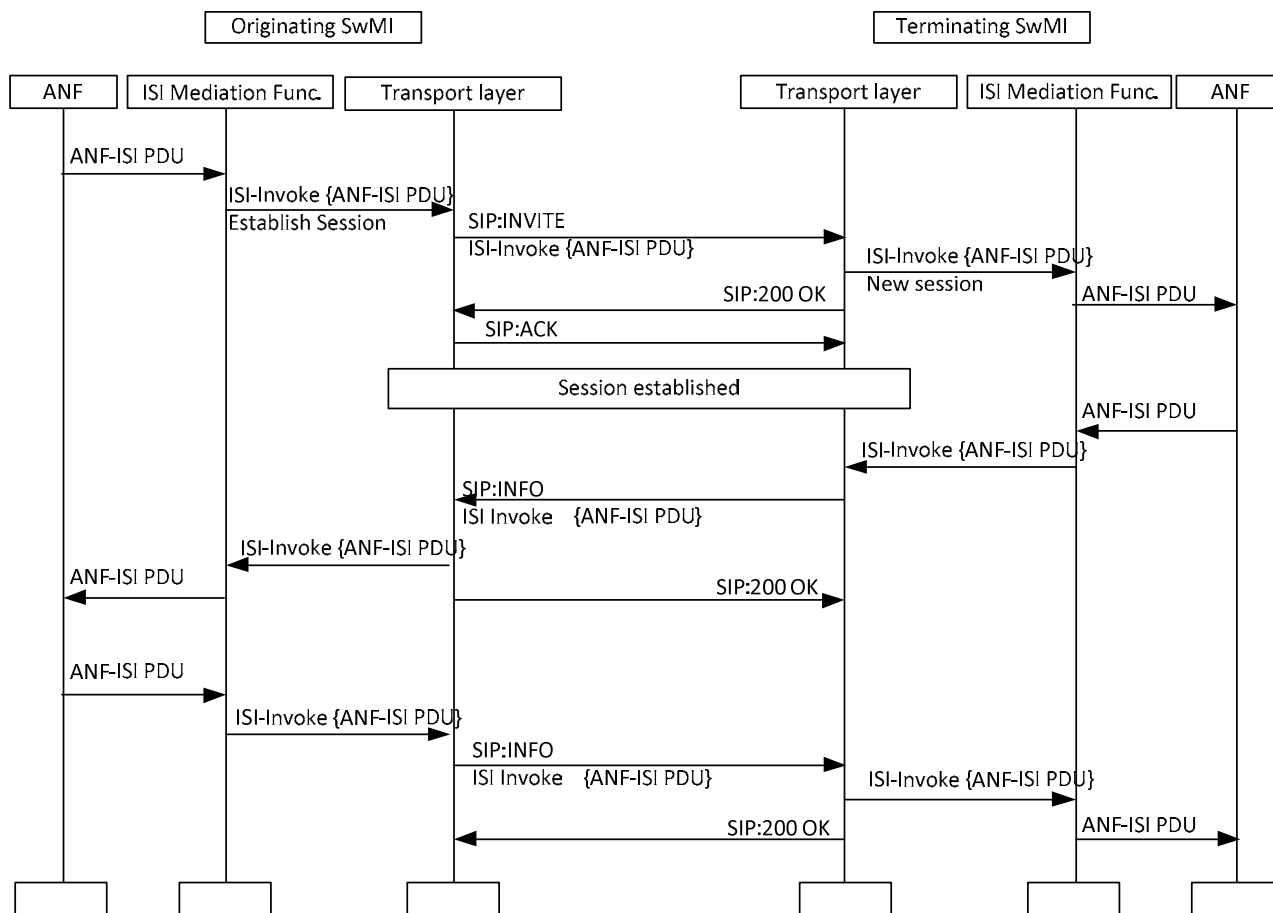 Originating SwMI
Terminating SwMI
ANF
ISI Mediation Func.
Transport layer
Transport layer
ISI Mediation Func.
ANF
ANF-ISI PDU
ISI-Invoke {ANF-ISI PDU}
Establish Session
SIP:INVITE
ISI-Invoke {ANF-ISI PDU}
ISI-Invoke {ANF-ISI PDU}
New session
SIP:200 OK
ANF-ISI PDU
SIP:ACK
Session established
ANF-ISI PDU
ISI-Invoke {ANF-ISI PDU}
SIP:INFO
ISI Invoke {ANF-ISI PDU}
ISI-Invoke {ANF-ISI PDU}
ANF-ISI PDU
SIP:200 OK
ANF-ISI PDU
ISI-Invoke {ANF-ISI PDU}
SIP:INFO
ISI Invoke {ANF-ISI PDU}
ISI-Invoke {ANF-ISI PDU}
SIP:200 OK
ANF-ISI PDU